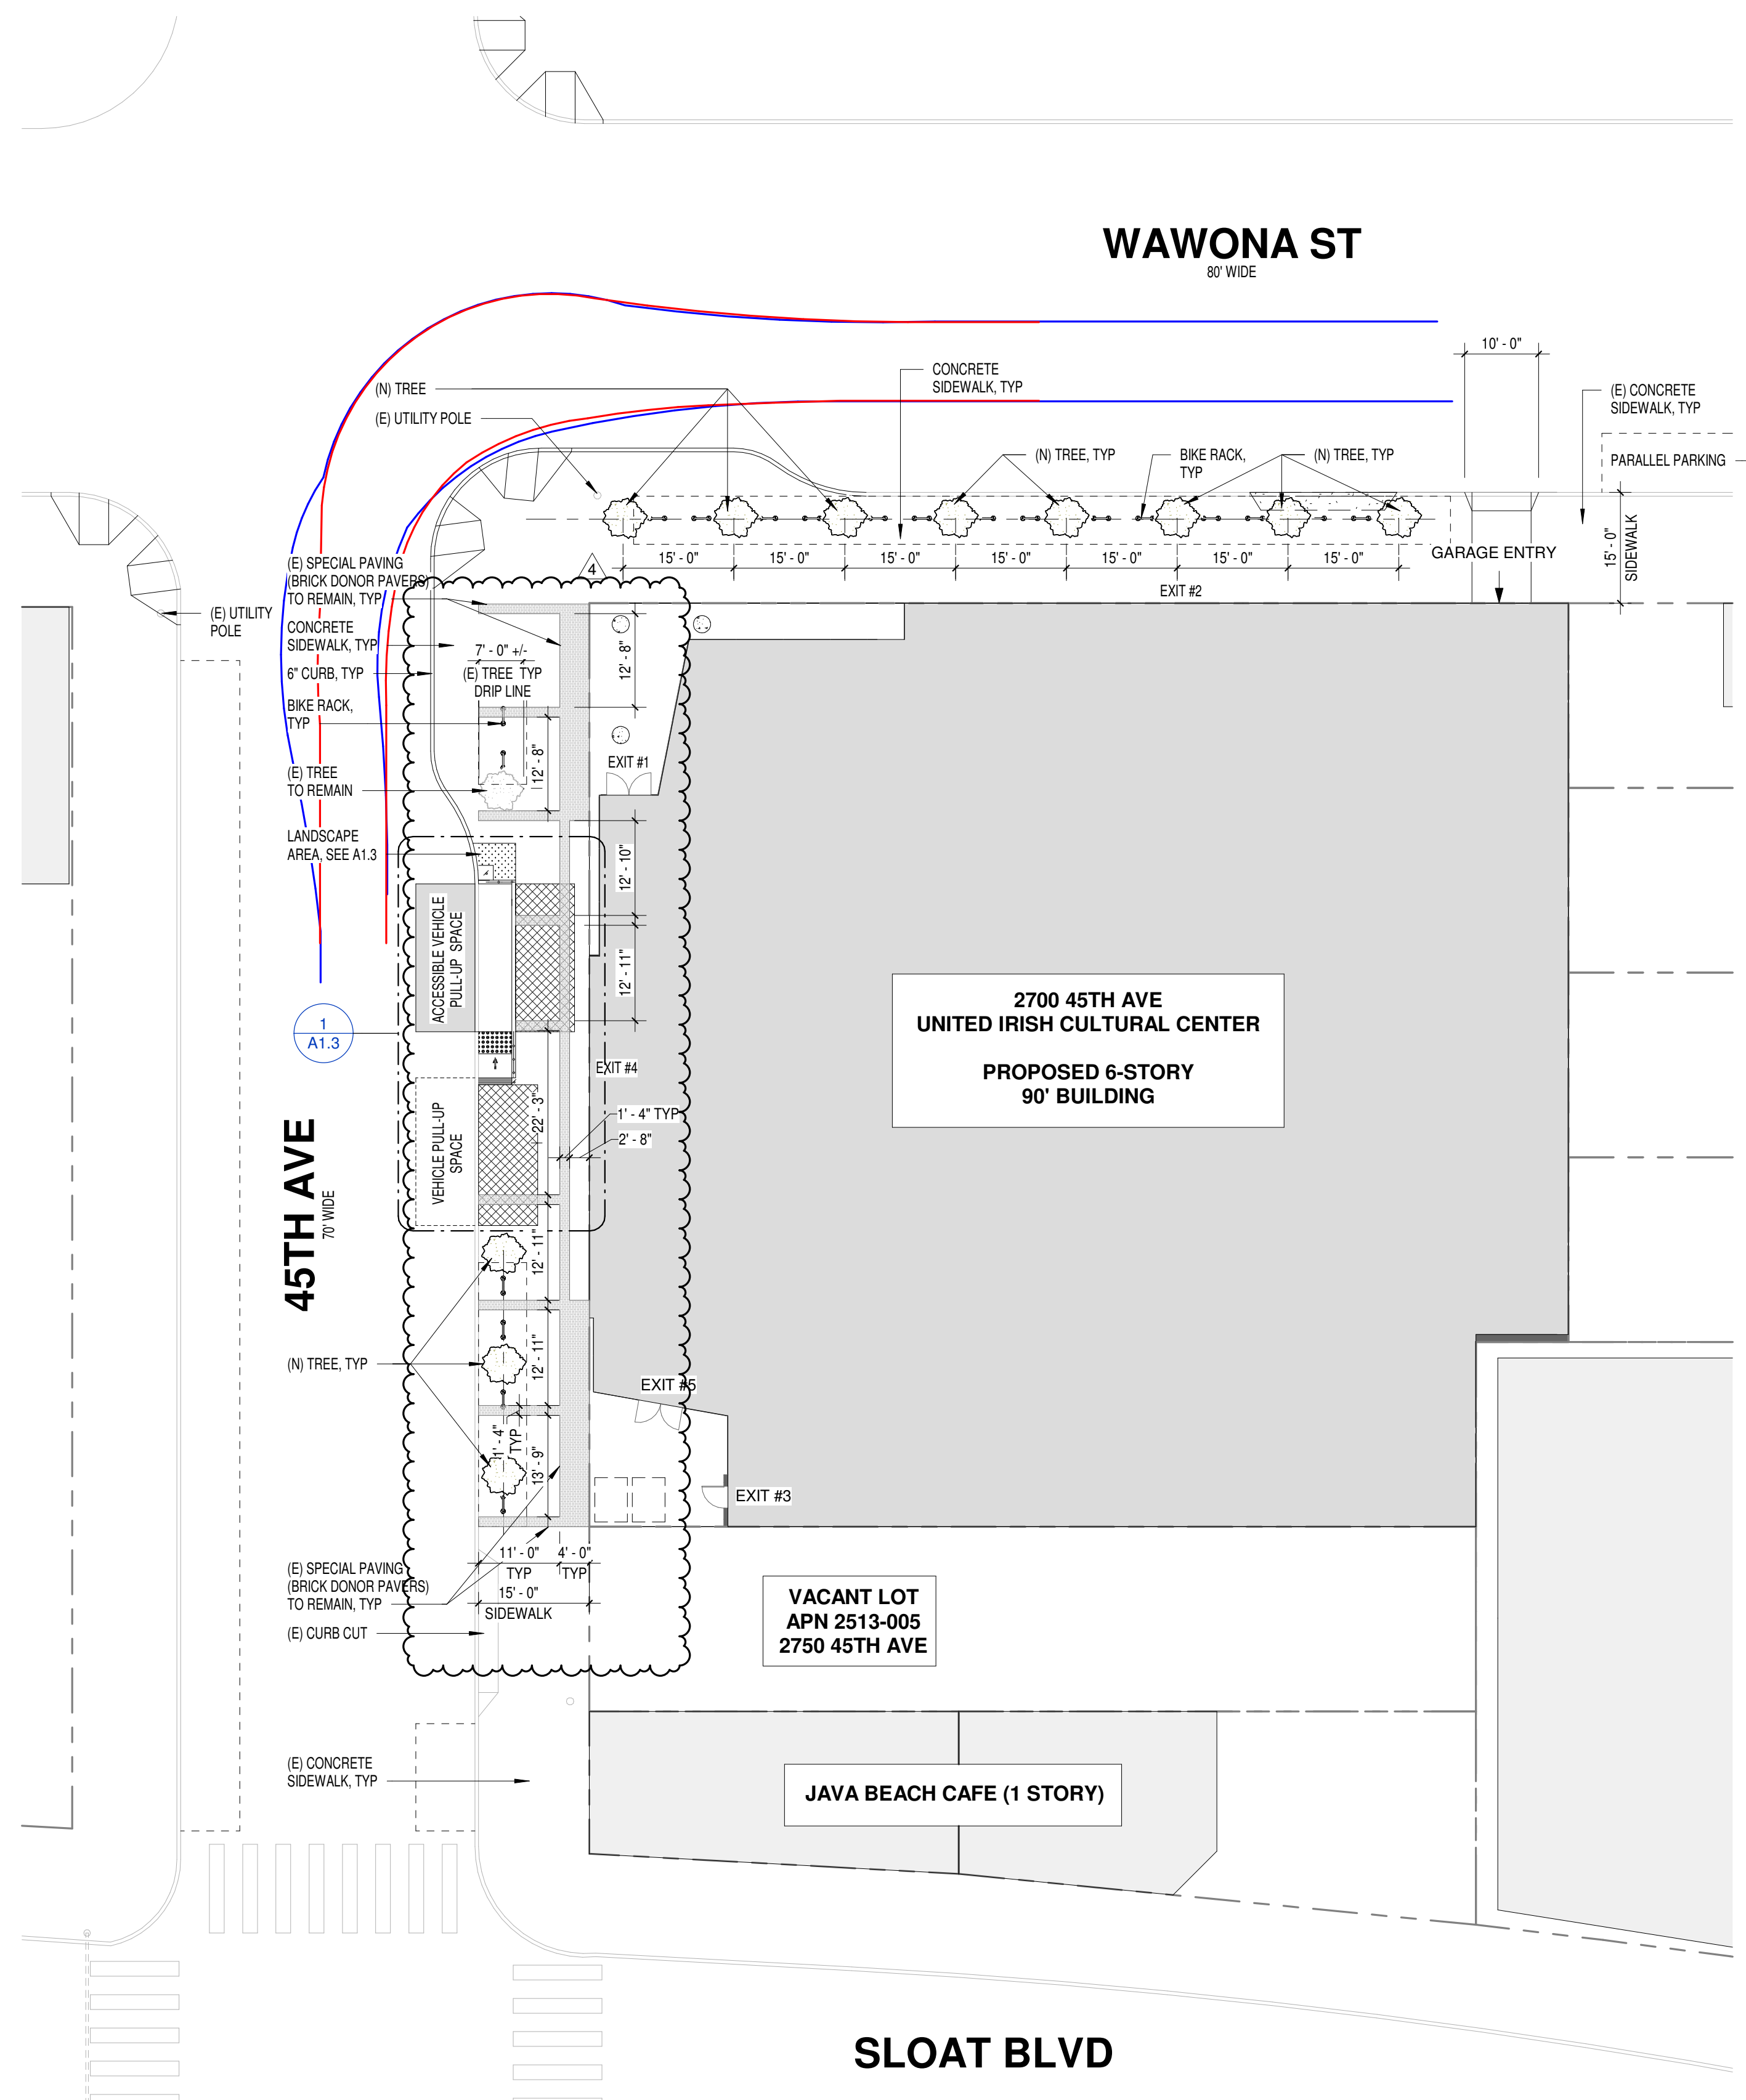 WAWONA ST
80' WIDE
10' - 0"
CONCRETE
SIDEWALK, TYP
(N) TREE
(E) UTILITY POLE
(E) CONCRETE
SIDEWALK, TYP
(N) TREE, TYP
BIKE RACK,
TYP
(N) TREE, TYP
PARALLEL PARKING
15' - 0"
15' - 0"
15' - 0"
15' - 0"
15' - 0"
15' - 0"
15' - 0"
GARAGE ENTRY
15' - 0"
SIDEWALK
EXIT #2
4
(E) SPECIAL PAVING
(BRICK DONOR PAVERS)
TO REMAIN, TYP
(E) UTILITY
POLE
CONCRETE
SIDEWALK, TYP
7' - 0" +/-
(E) TREE TYP
DRIP LINE
12' - 8"
6" CURB, TYP
BIKE RACK,
TYP
12' - 8"
EXIT #1
(E) TREE
TO REMAIN
LANDSCAPE
AREA, SEE A1.3
12' - 10"
ACCESSIBLE VEHICLE
PULL-UP SPACE
12' - 11"
1
A1.3
2700 45TH AVE
UNITED IRISH CULTURAL CENTER
PROPOSED 6-STORY
90' BUILDING
EXIT #4
22' - 3"
1' - 4" TYP
2' - 8"
VEHICLE PULL-UP
SPACE
45TH AVE
70' WIDE
12' - 11"
(N) TREE, TYP
12' - 11"
EXIT #5
1' - 4"
TYP
13' - 9"
EXIT #3
11' - 0"
TYP
4' - 0"
TYP
15' - 0"
SIDEWALK
(E) SPECIAL PAVING
(BRICK DONOR PAVERS)
TO REMAIN, TYP
(E) CURB CUT
VACANT LOT
APN 2513-005
2750 45TH AVE
(E) CONCRETE
SIDEWALK, TYP
JAVA BEACH CAFE (1 STORY)
SLOAT BLVD